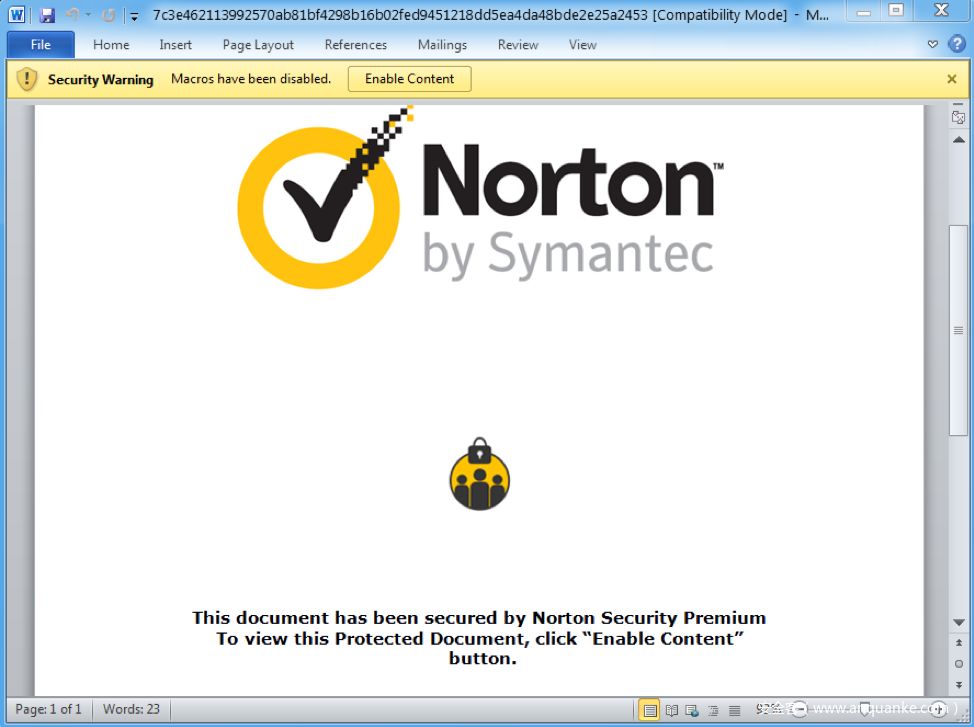 7c3e462113992570ab81bf4298b16b02fed9451218dd5ea4da48bde2e25a2453 [Compatibility Mode] - M...
File Home Insert Page Layout References Mailings Review View
Security Warning Macros have been disabled. Enable Content
Norton™
by Symantec
This document has been secured by Norton Security Premium
To view this Protected Document, click “Enable Content”
button.
Page: 1 of 1 Words: 23
www.anquanke.com